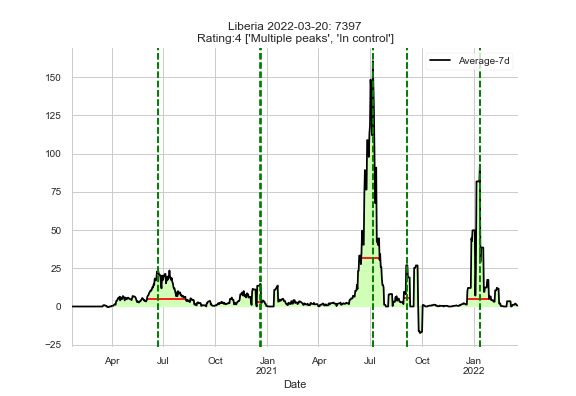 Liberia 2022-03-20: 7397
Rating:4 ['Multiple peaks', 'In control']
Average-7d
150
125
100
75
50
25
0
−25
Apr Jul Oct Jan Apr Jul Oct Jan
2021 2022
Date